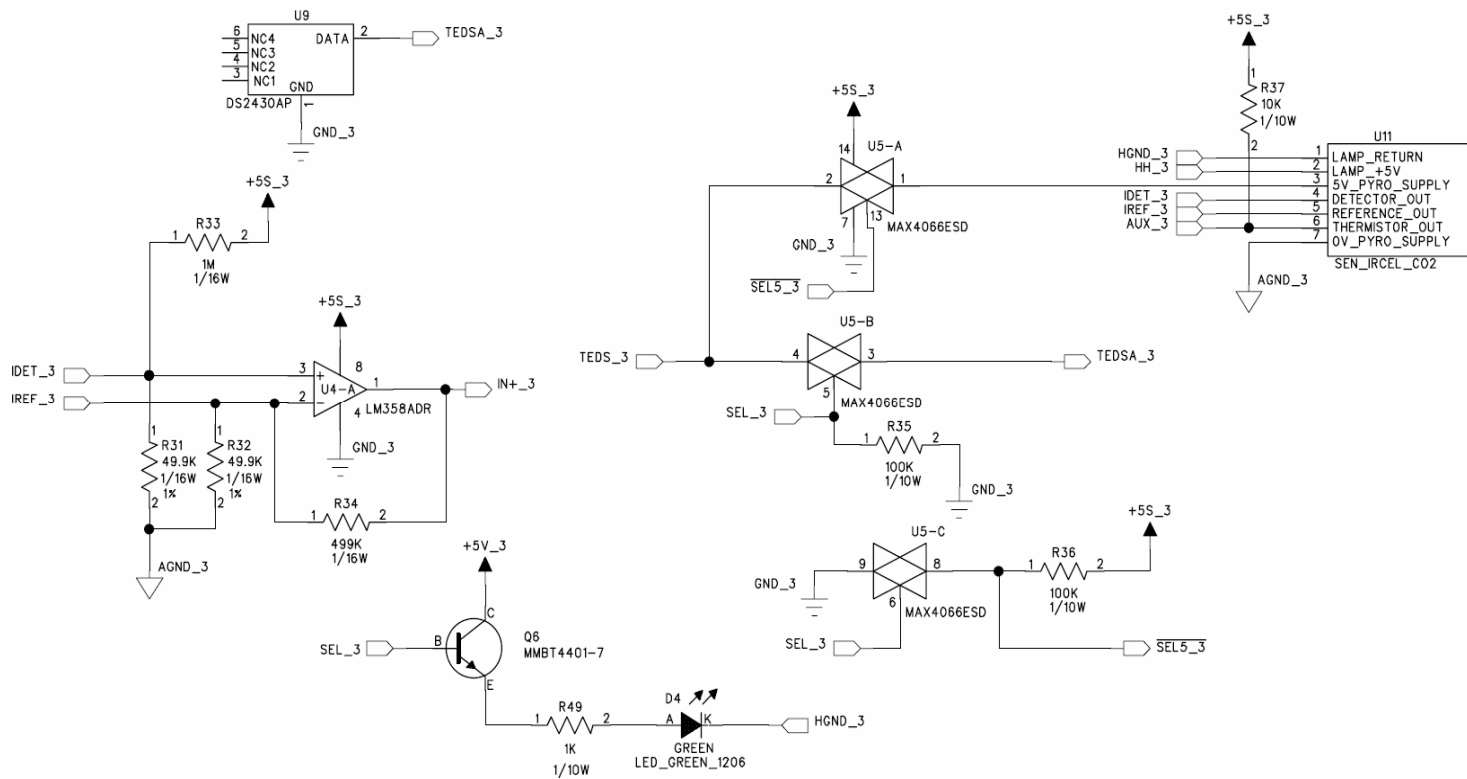 U9
6 NC4 DATA 2 TEDSA_3
5 NC3
4 NC2
3 NC1
GND
DS2430AP 1
GND_3
+5S_3
R33
1 2
1M
1/16W
+5S_3
8
IDET_3 3 + U4-A 1 IN+_3
IREF_3 2 − LM358ADR
4
GND_3
1 R31
49.9K
1/16W
1%
2
1 R32
49.9K
1/16W
1%
2
AGND_3
R34
1 2
499K
1/16W
+5V_3
C
SEL_3 B Q6
MMBT4401-7
E
R49
1 2
1K
1/10W
D4
A K HGND_3
GREEN
LED_GREEN_1206
+5S_3
14 U5-A
2 1
7 13
MAX4066ESD
GND_3
SEL5_3
U5-B
TEDS_3 4 3 TEDSA_3
5
MAX4066ESD
SEL_3
R35
1 2
100K
1/10W
GND_3
U5-C
GND_3 9 8
6
MAX4066ESD
SEL_3
+5S_3
R36
1 2
100K
1/10W
SEL5_3
+5S_3
1
R37
10K
1/10W
2
U11
HGND_3 1 LAMP_RETURN
HH_3 2 LAMP_+5V
3 5V_PYRO_SUPPLY
IDET_3 4 DETECTOR_OUT
IREF_3 5 REFERENCE_OUT
AUX_3 6 THERMISTOR_OUT
7 0V_PYRO_SUPPLY
SEN_IRCEL_CO2
AGND_3